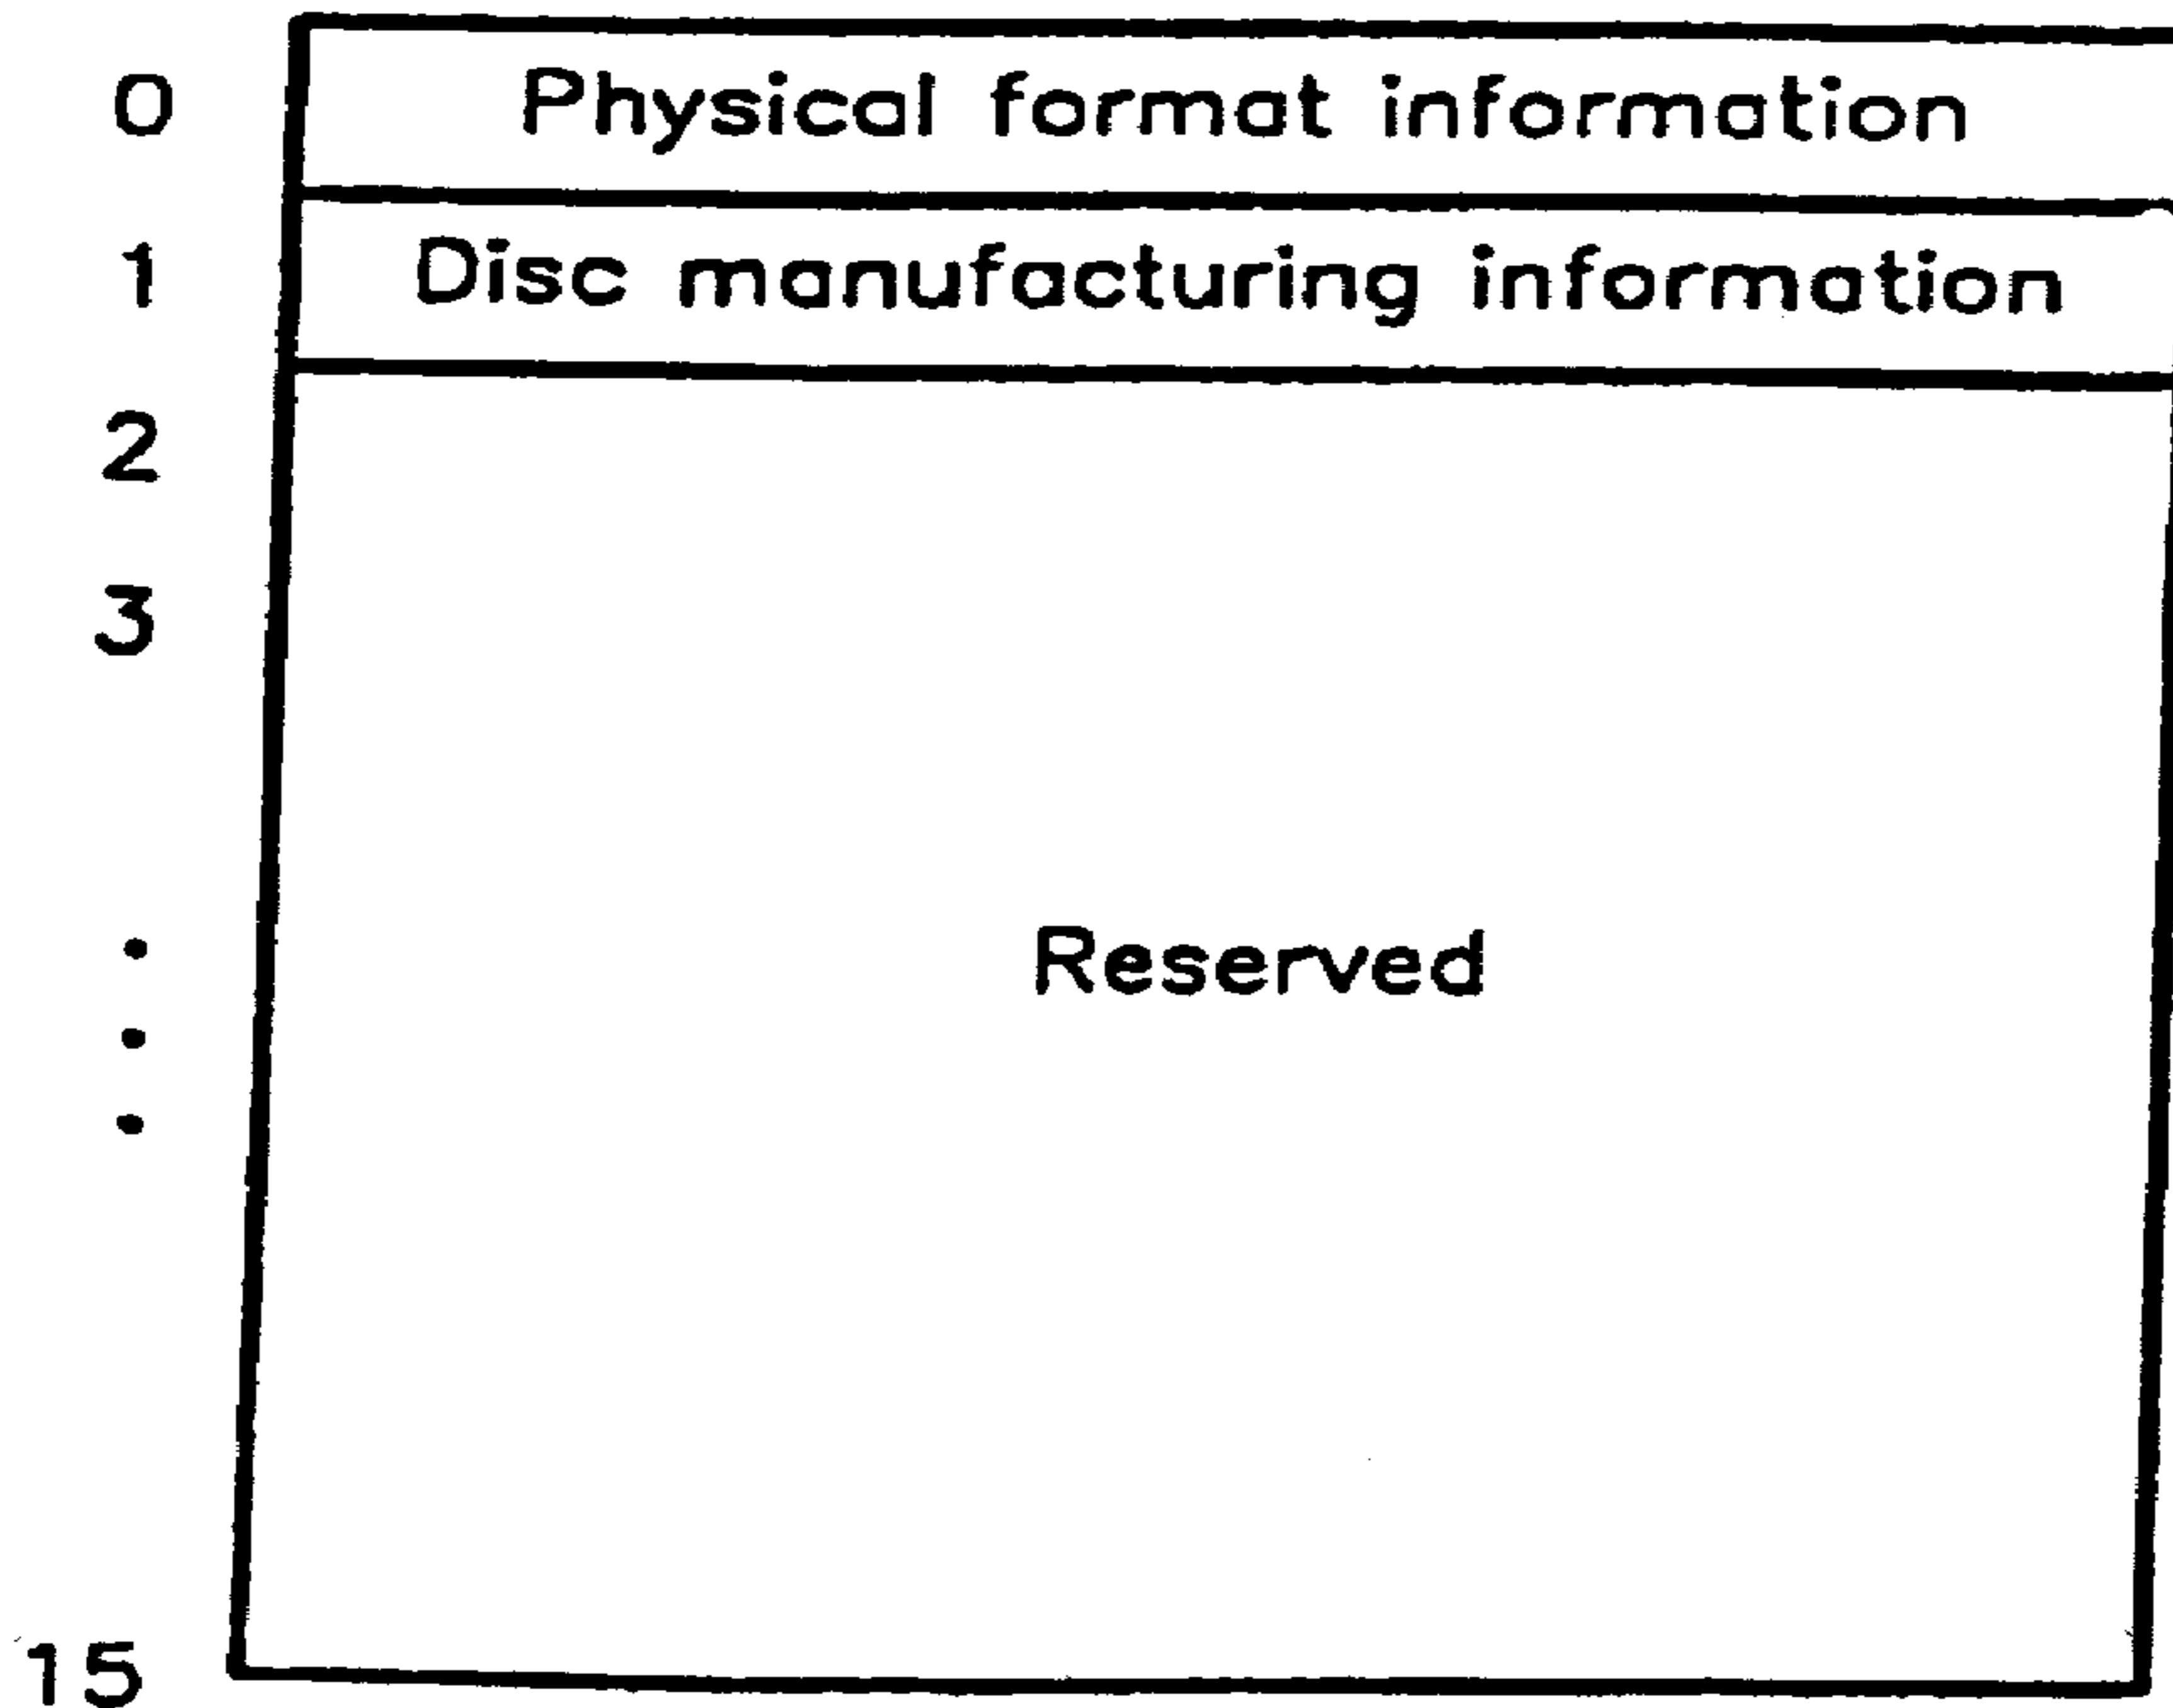 0 Physical format information
1 Disc manufacturing information
2
3
Reserved
15